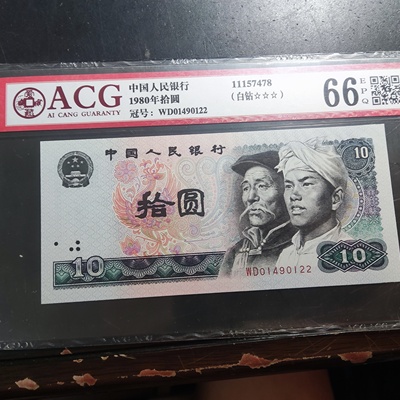 ACG
AI CANG GUARANTY
中国人民银行
1980年拾圆
冠号: WD01490122
11157478
(白钻☆☆☆)
66 EPQ
中国人民银行
10
拾圆
WD01490122
10
10